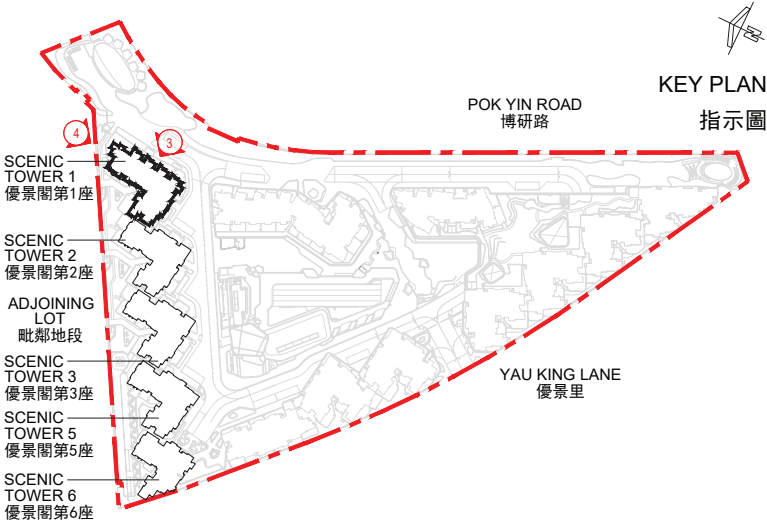 N
KEY PLAN
指示圖
POK YIN ROAD
博研路
4
3
SCENIC
TOWER 1
優景閣第1座
SCENIC
TOWER 2
優景閣第2座
ADJOINING
LOT
毗鄰地段
SCENIC
TOWER 3
優景閣第3座
SCENIC
TOWER 5
優景閣第5座
SCENIC
TOWER 6
優景閣第6座
YAU KING LANE
優景里